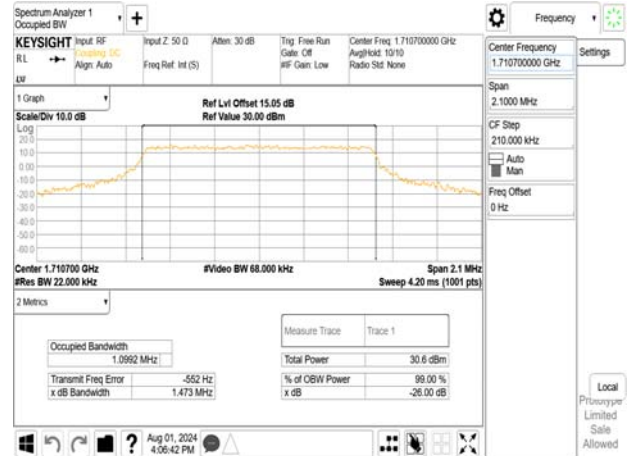 Spectrum Analyzer 1
Occupied BW
+
Frequency
KEYSIGHT
Input: RF
Coupling: DC
Align: Auto
Input Z: 50 Ω
Freq Ref: Int (S)
Atten: 30 dB
Trig: Free Run
Gate: Off
#IF Gain: Low
Center Freq: 1.710700000 GHz
Avg|Hold: 10/10
Radio Std: None
RL
LXI
Center Frequency
1.710700000 GHz
Settings
Span
2.1000 MHz
CF Step
210.000 kHz
Auto
Man
Freq Offset
0 Hz
1 Graph
Scale/Div 10.0 dB
Ref Lvl Offset 15.05 dB
Ref Value 30.00 dBm
Log
20.0
10.0
0.00
-10.0
-20.0
-30.0
-40.0
-50.0
-60.0
Center 1.710700 GHz
#Video BW 68.000 kHz
Span 2.1 MHz
#Res BW 22.000 kHz
Sweep 4.20 ms (1001 pts)
2 Metrics
Measure Trace
Trace 1
Occupied Bandwidth
1.0992 MHz
Total Power
30.6 dBm
Transmit Freq Error
-552 Hz
% of OBW Power
99.00 %
x dB Bandwidth
1.473 MHz
x dB
-26.00 dB
Local
Prototype
Limited
Sale
Allowed
?
Aug 01, 2024
4:06:42 PM